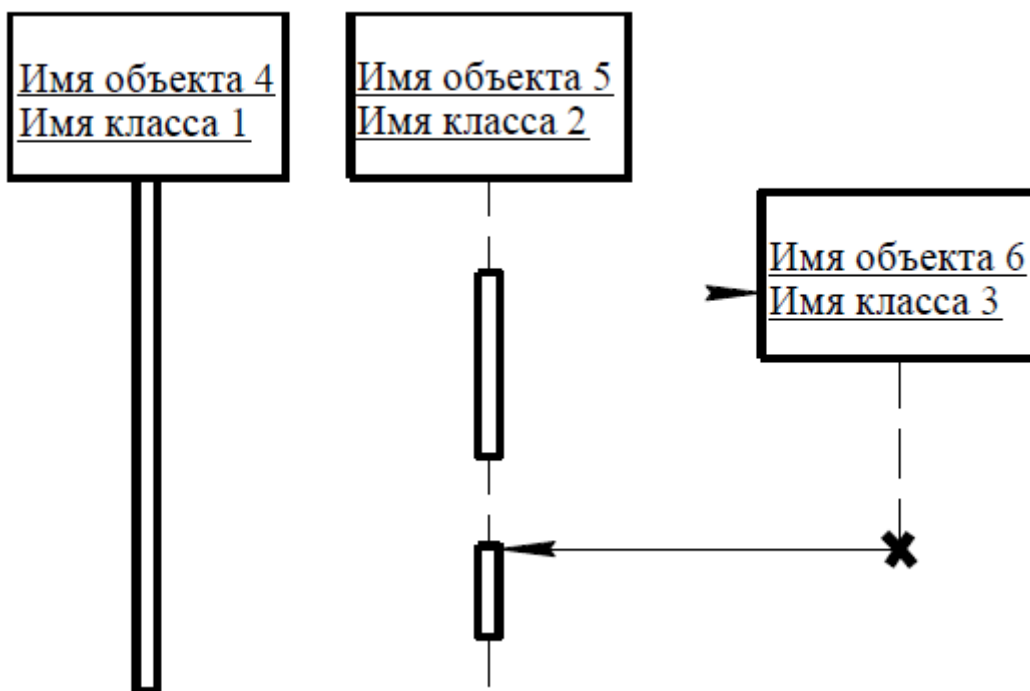 Имя объекта 4
Имя класса 1
Имя объекта 5
Имя класса 2
Имя объекта 6
Имя класса 3